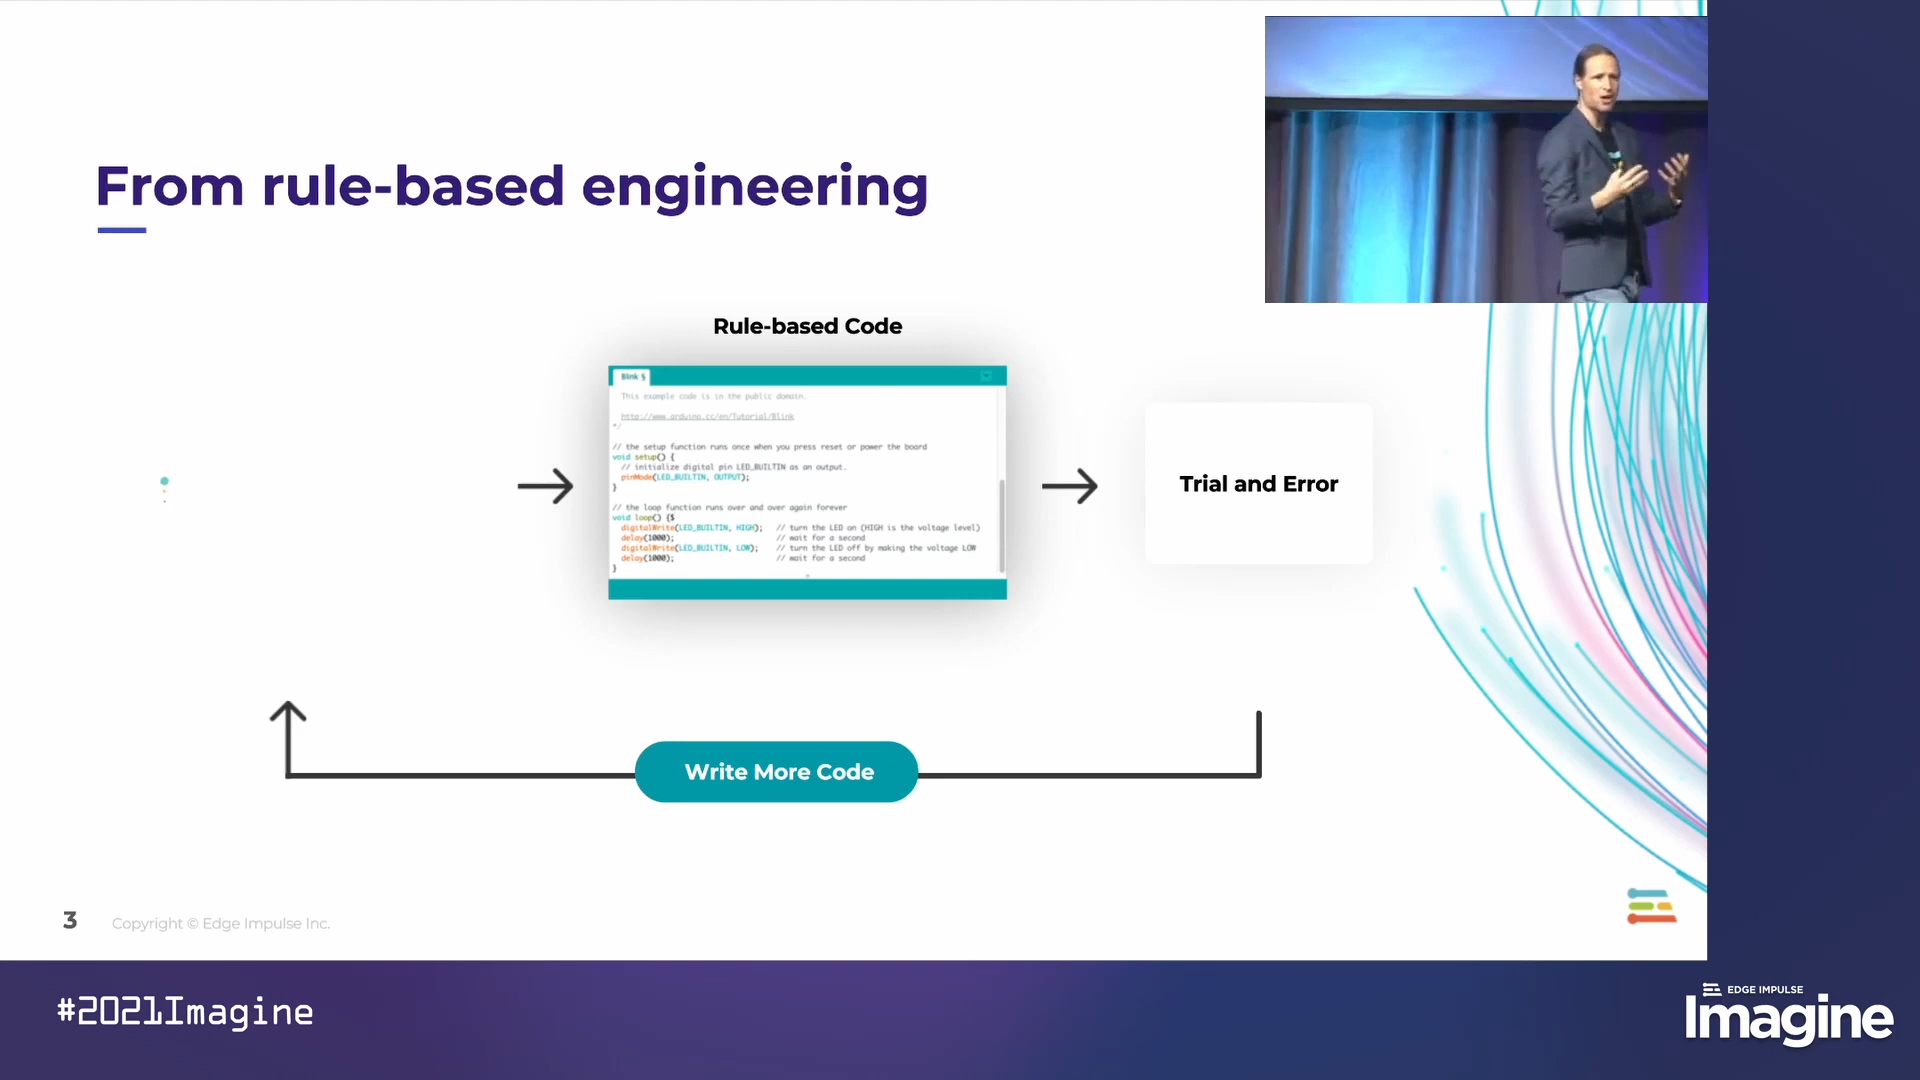 From rule-based engineering
Rule-based Code
Blink §
This example code is in the public domain.
http://www.arduino.cc/en/Tutorial/Blink
*/
// the setup function runs once when you press reset or power the board
void setup() {
// initialize digital pin LED_BUILTIN as an output.
pinMode(LED_BUILTIN, OUTPUT);
}
// the loop function runs over and over again forever
void loop() {$
digitalWrite(LED_BUILTIN, HIGH); // turn the LED on (HIGH is the voltage level)
delay(1000); // wait for a second
digitalWrite(LED_BUILTIN, LOW); // turn the LED off by making the voltage LOW
delay(1000); // wait for a second
}
Trial and Error
Write More Code
3 Copyright © Edge Impulse Inc.
#2021Imagine
EDGE IMPULSE
Imagine